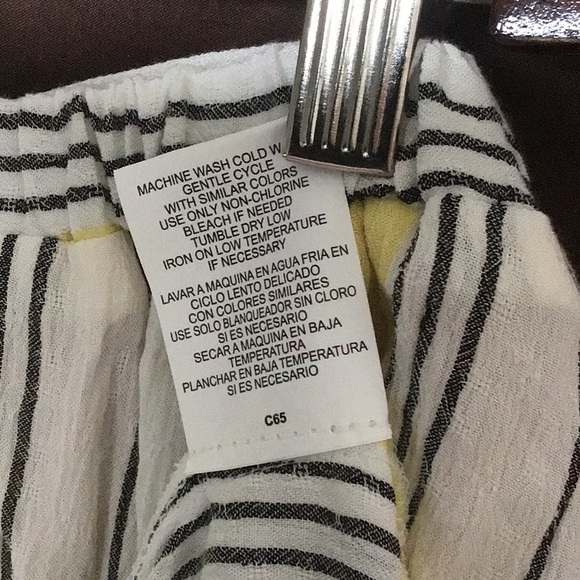 MACHINE WASH COLD
GENTLE CYCLE
WITH SIMILAR COLORS
USE ONLY NON-CHLORINE
BLEACH IF NEEDED
TUMBLE DRY LOW
IRON ON LOW TEMPERATURE
IF NECESSARY
LAVAR A MAQUINA EN AGUA FRIA EN
CICLO LENTO DELICADO
CON COLORES SIMILARES
USE SOLO BLANQUEADOR SIN CLORO
SI ES NECESARIO
SECAR A MAQUINA EN BAJA
TEMPERATURA
PLANCHAR EN BAJA TEMPERATURA
SI ES NECESARIO
C65